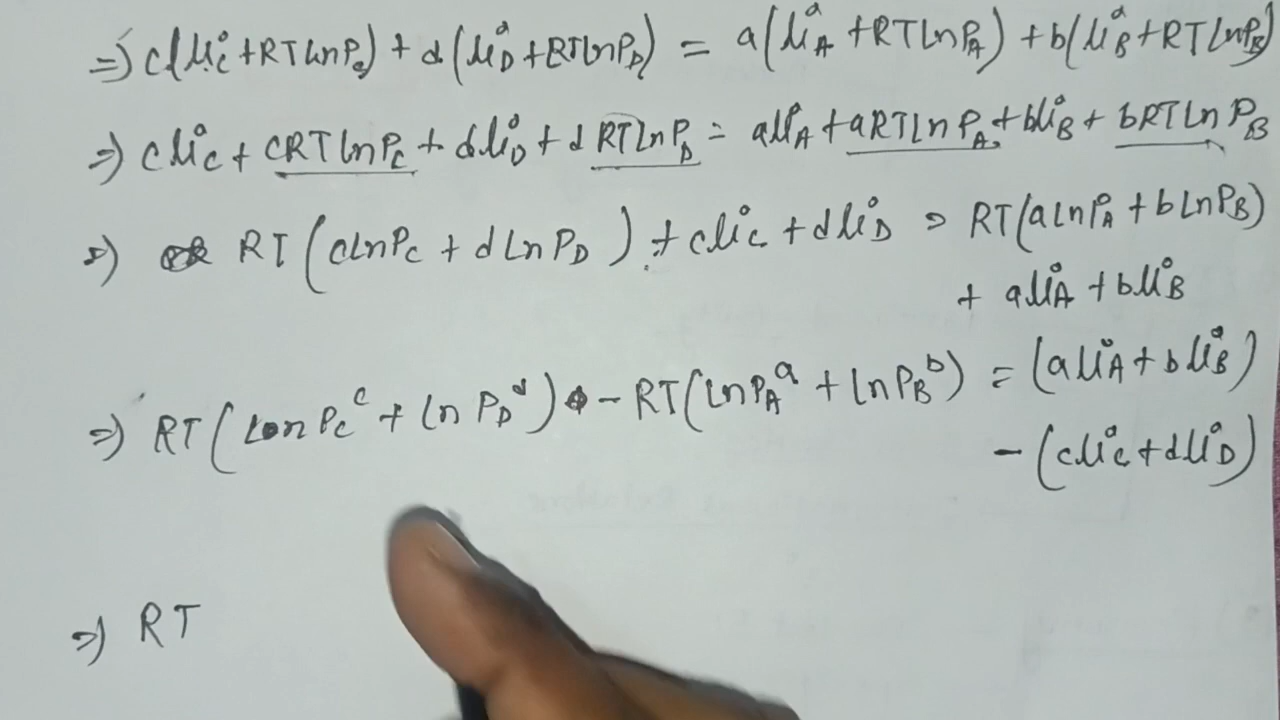 ⇒) c(μ°C + RT ln PC) + d(μ°D + RT ln PD) = a(μ°A + RT ln PA) + b(μ°B + RT ln PB)
⇒) cμ°C + CRT ln PC + dμ°D + d RT ln PD = aμ°A + aRT ln PA + bμ°B + bRT ln PB
⇒) RT (c ln PC + d Ln PD) + cμ°C + dμ°D = RT(a Ln PA + b Ln PB)
+ aμ°A + bμ°B
⇒) RT (Ln PC^c + ln PD^d) - RT(ln PA^a + ln PB^b) = (aμ°A + bμ°B)
- (cμ°C + dμ°D)
⇒) RT